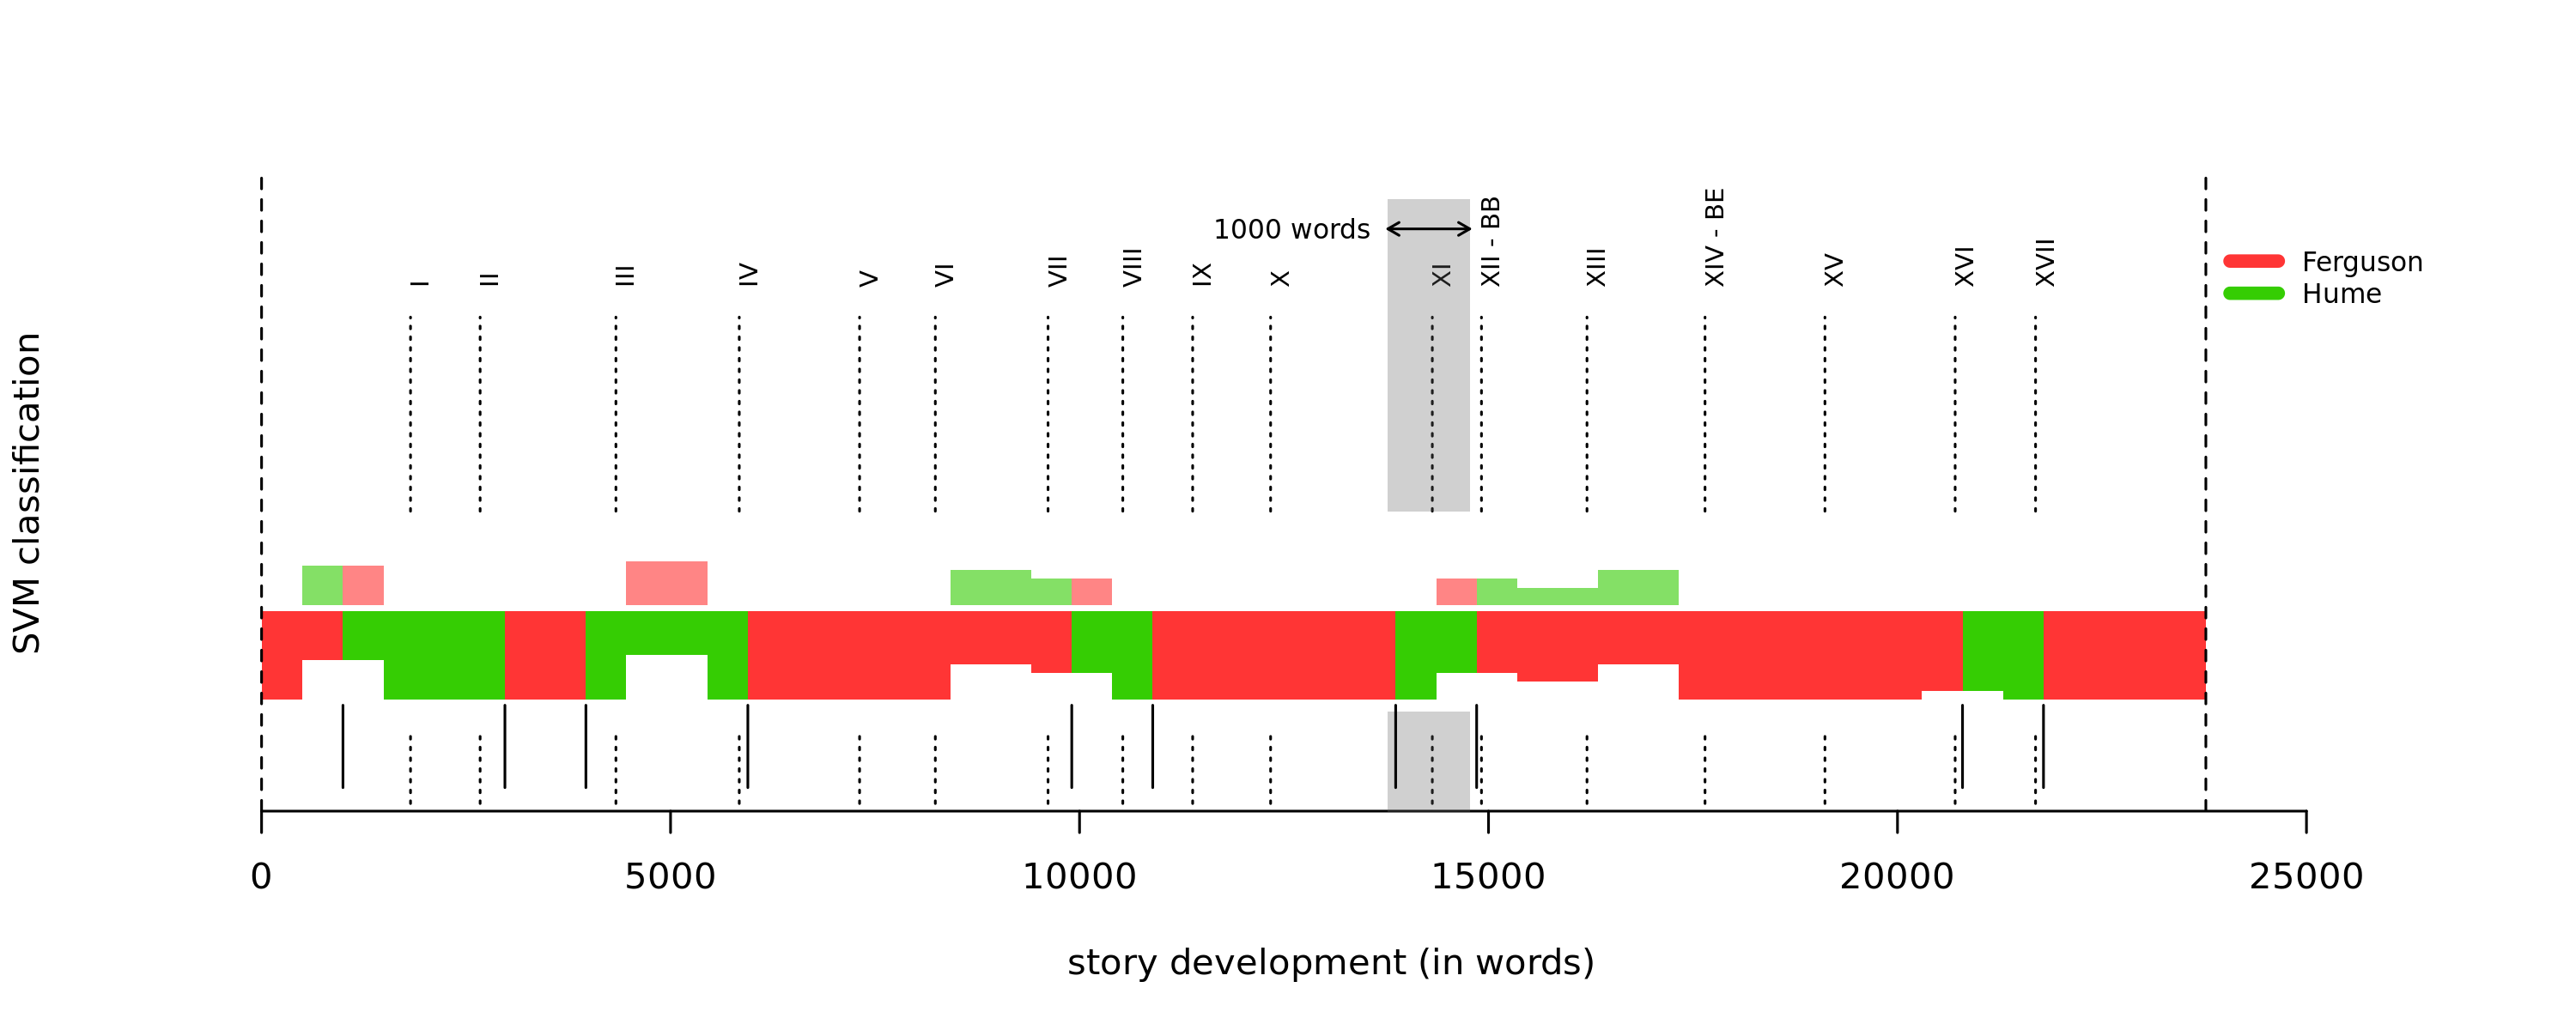 SVM classification
I
II
III
IV
V
VI
VII
VIII
IX
X
1000 words
XI
XII - BB
XIII
XIV - BE
XV
XVI
XVII
Ferguson
Hume
0 5000 10000 15000 20000 25000
story development (in words)